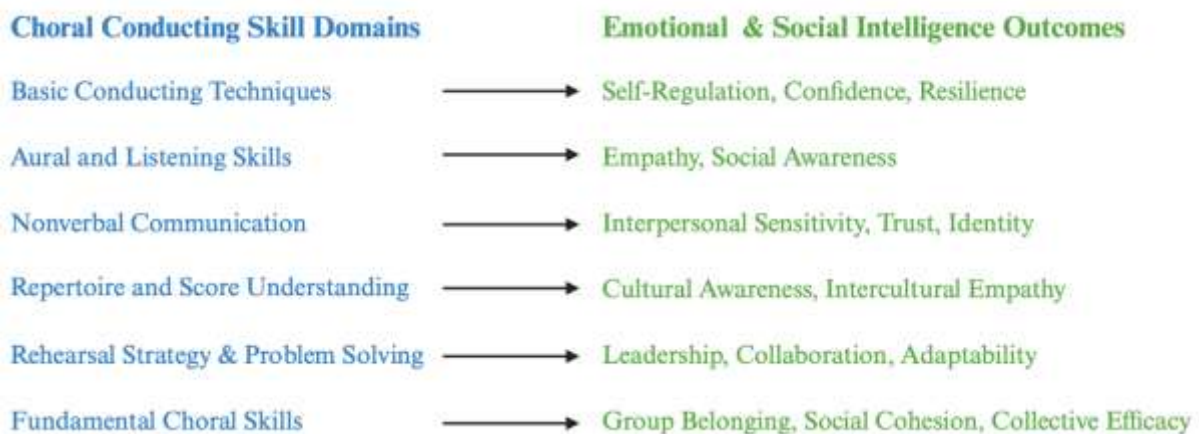 Choral Conducting Skill Domains Emotional & Social Intelligence Outcomes
Basic Conducting Techniques Self-Regulation, Confidence, Resilience
Aural and Listening Skills Empathy, Social Awareness
Nonverbal Communication Interpersonal Sensitivity, Trust, Identity
Repertoire and Score Understanding Cultural Awareness, Intercultural Empathy
Rehearsal Strategy & Problem Solving Leadership, Collaboration, Adaptability
Fundamental Choral Skills Group Belonging, Social Cohesion, Collective Efficacy